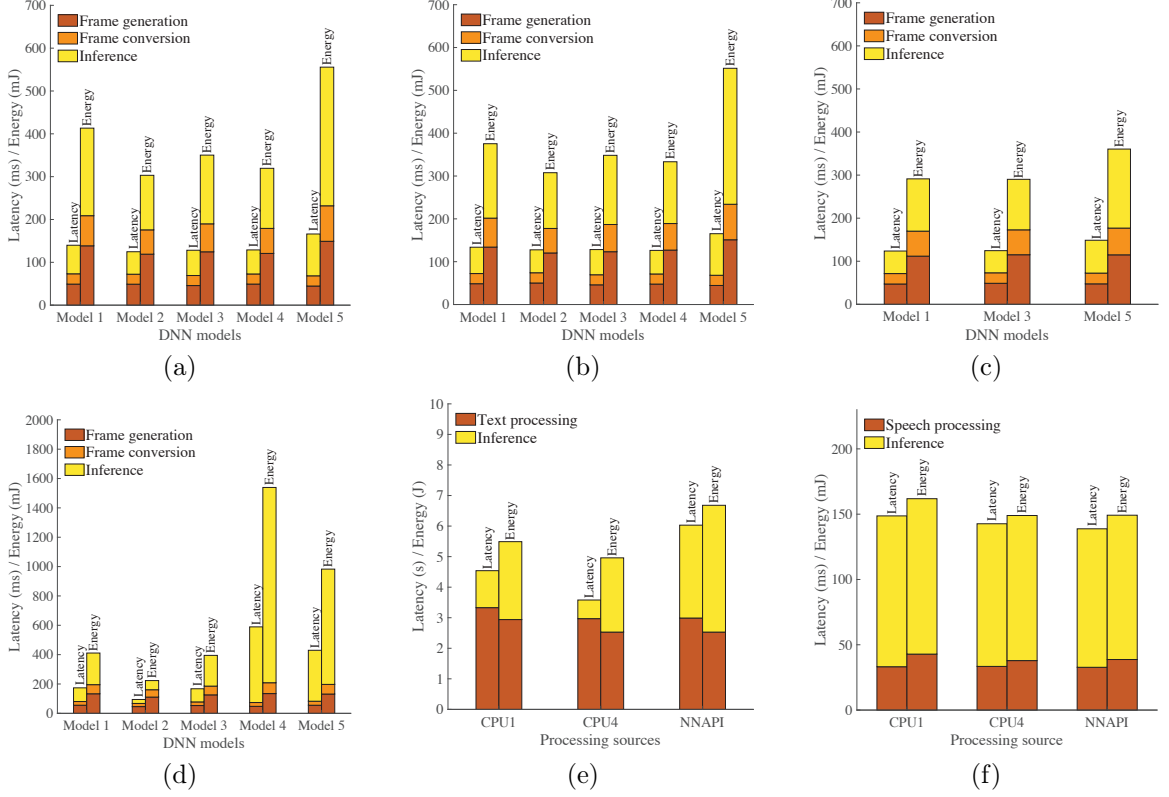 700
600
500
400
300
200
100
0
Latency (ms) / Energy (mJ)
Frame generation
Frame conversion
Inference
Latency
Energy
Latency
Energy
Latency
Energy
Latency
Energy
Latency
Energy
Model 1 Model 2 Model 3 Model 4 Model 5
DNN models
(a)
700
600
500
400
300
200
100
0
Latency (ms) / Energy (mJ)
Frame generation
Frame conversion
Inference
Latency
Energy
Latency
Energy
Latency
Energy
Latency
Energy
Latency
Energy
Model 1 Model 2 Model 3 Model 4 Model 5
DNN models
(b)
700
600
500
400
300
200
100
0
Latency (ms) / Energy (mJ)
Frame generation
Frame conversion
Inference
Latency
Energy
Latency
Energy
Latency
Energy
Model 1 Model 3 Model 5
DNN models
(c)
2000
1800
1600
1400
1200
1000
800
600
400
200
0
Latency (ms) / Energy (mJ)
Frame generation
Frame conversion
Inference
Latency
Energy
Latency
Energy
Latency
Energy
Latency
Energy
Latency
Energy
Model 1 Model 2 Model 3 Model 4 Model 5
DNN models
(d)
10
9
8
7
6
5
4
3
2
1
0
Latency (s) / Energy (J)
Text processing
Inference
Latency
Energy
Latency
Energy
Latency
Energy
CPU1 CPU4 NNAPI
Processing sources
(e)
200
150
100
50
0
Latency (ms) / Energy (mJ)
Speech processing
Inference
Latency
Energy
Latency
Energy
Latency
Energy
CPU1 CPU4 NNAPI
Processing source
(f)